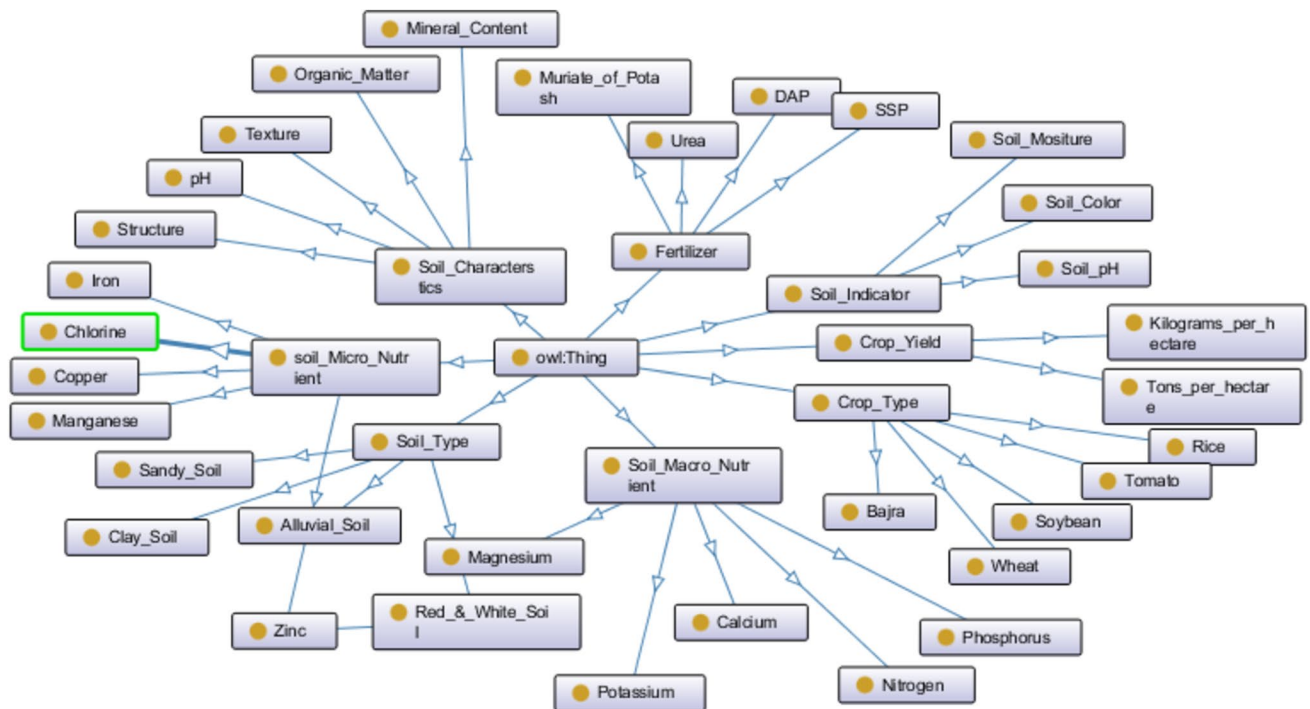 Mineral_Content
Organic_Matter
Muriate_of_Pota
sh
DAP
SSP
Texture
Urea
Soil_Mositure
pH
Soil_Color
Structure
Fertilizer
Soil_Characters
tics
Soil_pH
Iron
Soil_Indicator
Chlorine
Kilograms_per_h
ectare
Crop_Yield
soil_Micro_Nutr
ient
owl:Thing
Copper
Tons_per_hectar
e
Crop_Type
Manganese
Soil_Type
Rice
Sandy_Soil
Soil_Macro_Nutr
ient
Tomato
Bajra
Alluvial_Soil
Soybean
Clay_Soil
Magnesium
Wheat
Red_&_White_Soi
l
Calcium
Zinc
Phosphorus
Nitrogen
Potassium